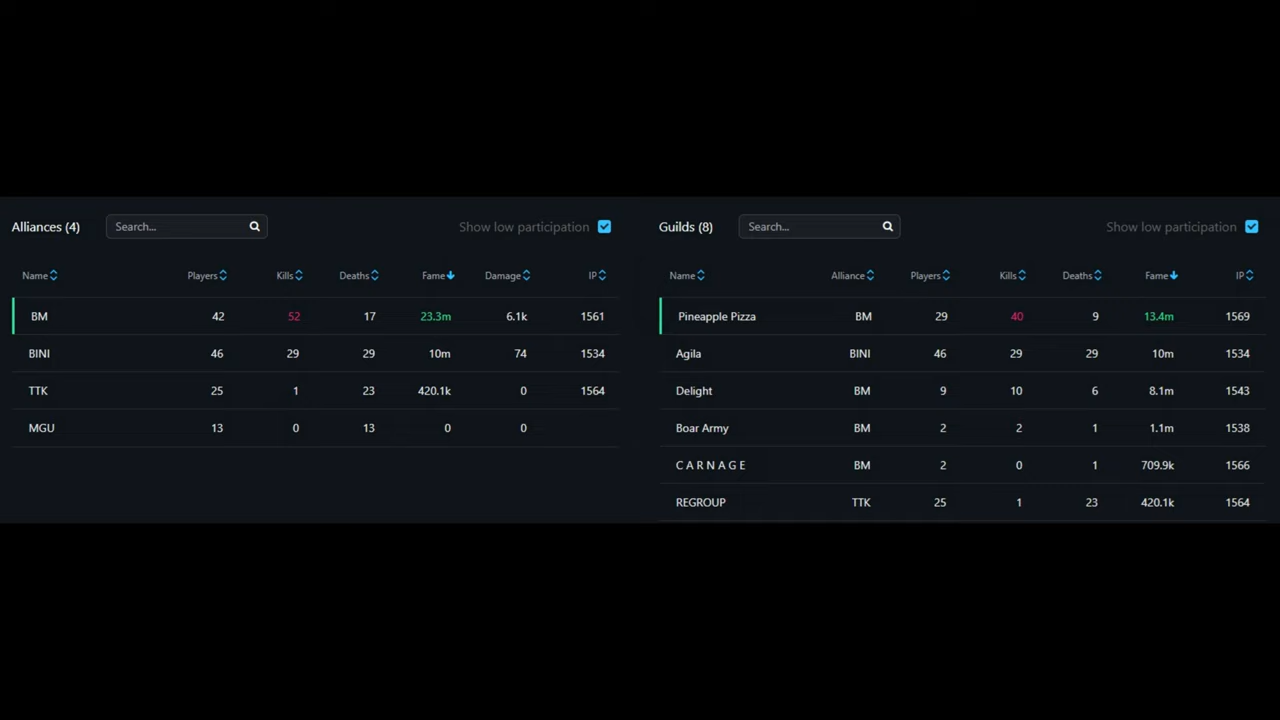 Alliances (4) Search... Show low participation
Name Players Kills Deaths Fame Damage IP
BM 42 52 17 23.3m 6.1k 1561
BINI 46 29 29 10m 74 1534
TTK 25 1 23 420.1k 0 1564
MGU 13 0 13 0 0
Guilds (8) Search... Show low participation
Name Alliance Players Kills Deaths Fame IP
Pineapple Pizza BM 29 40 9 13.4m 1569
Agila BINI 46 29 29 10m 1534
Delight BM 9 10 6 8.1m 1543
Boar Army BM 2 2 1 1.1m 1538
C A R N A G E BM 2 0 1 709.9k 1566
REGROUP TTK 25 1 23 420.1k 1564